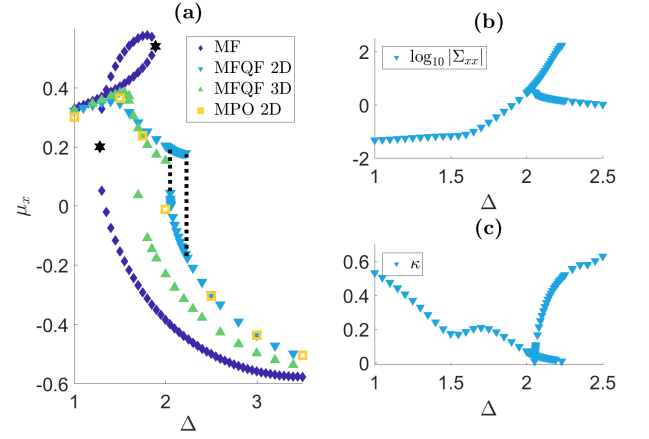 (a)
MF
MFQF 2D
MFQF 3D
MPO 2D
0.4
0.2
0
-0.2
-0.4
-0.6
μx
1
2
3
Δ
(b)
log10 |Σxx|
2
0
-2
1
1.5
2
2.5
Δ
(c)
κ
0.6
0.4
0.2
0
1
1.5
2
2.5
Δ